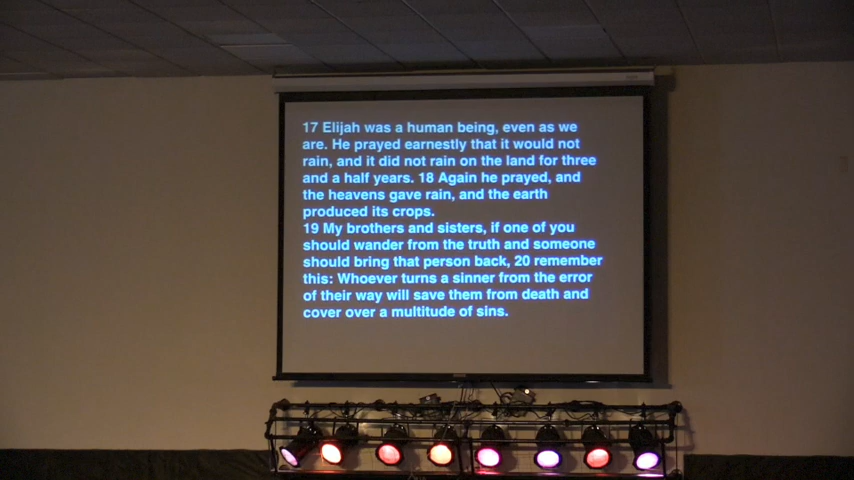 17 Elijah was a human being, even as we
are. He prayed earnestly that it would not
rain, and it did not rain on the land for three
and a half years. 18 Again he prayed, and
the heavens gave rain, and the earth
produced its crops.
19 My brothers and sisters, if one of you
should wander from the truth and someone
should bring that person back, 20 remember
this: Whoever turns a sinner from the error
of their way will save them from death and
cover over a multitude of sins.